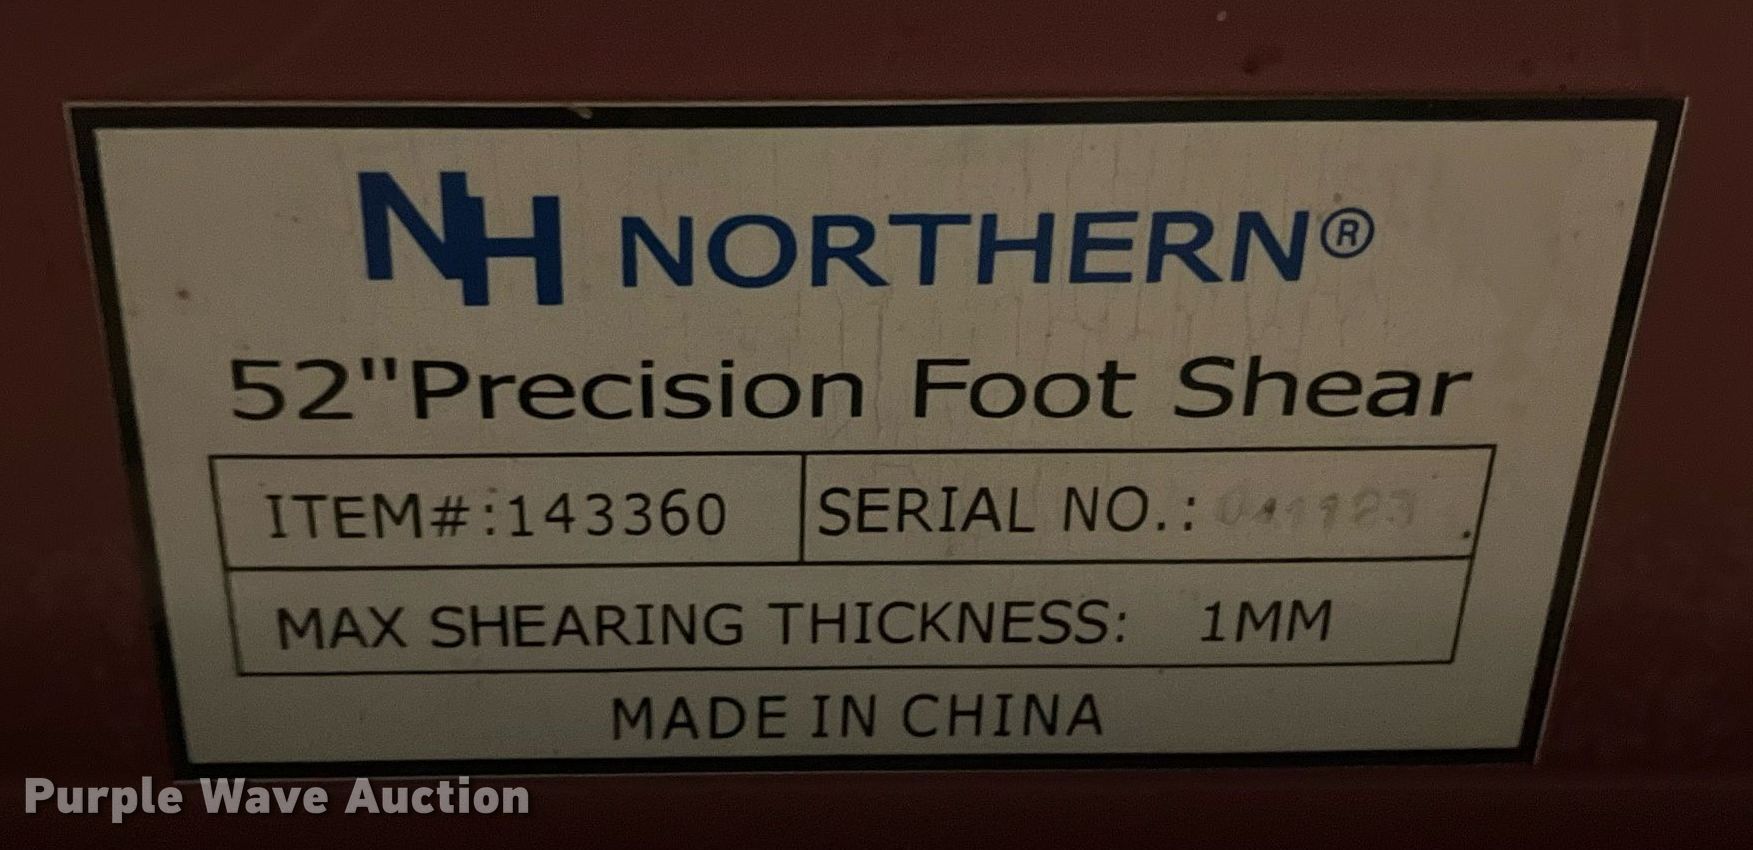 NH NORTHERN®
52"Precision Foot Shear
ITEM#:143360 SERIAL NO.: 041123
MAX SHEARING THICKNESS: 1MM
MADE IN CHINA
Purple Wave Auction